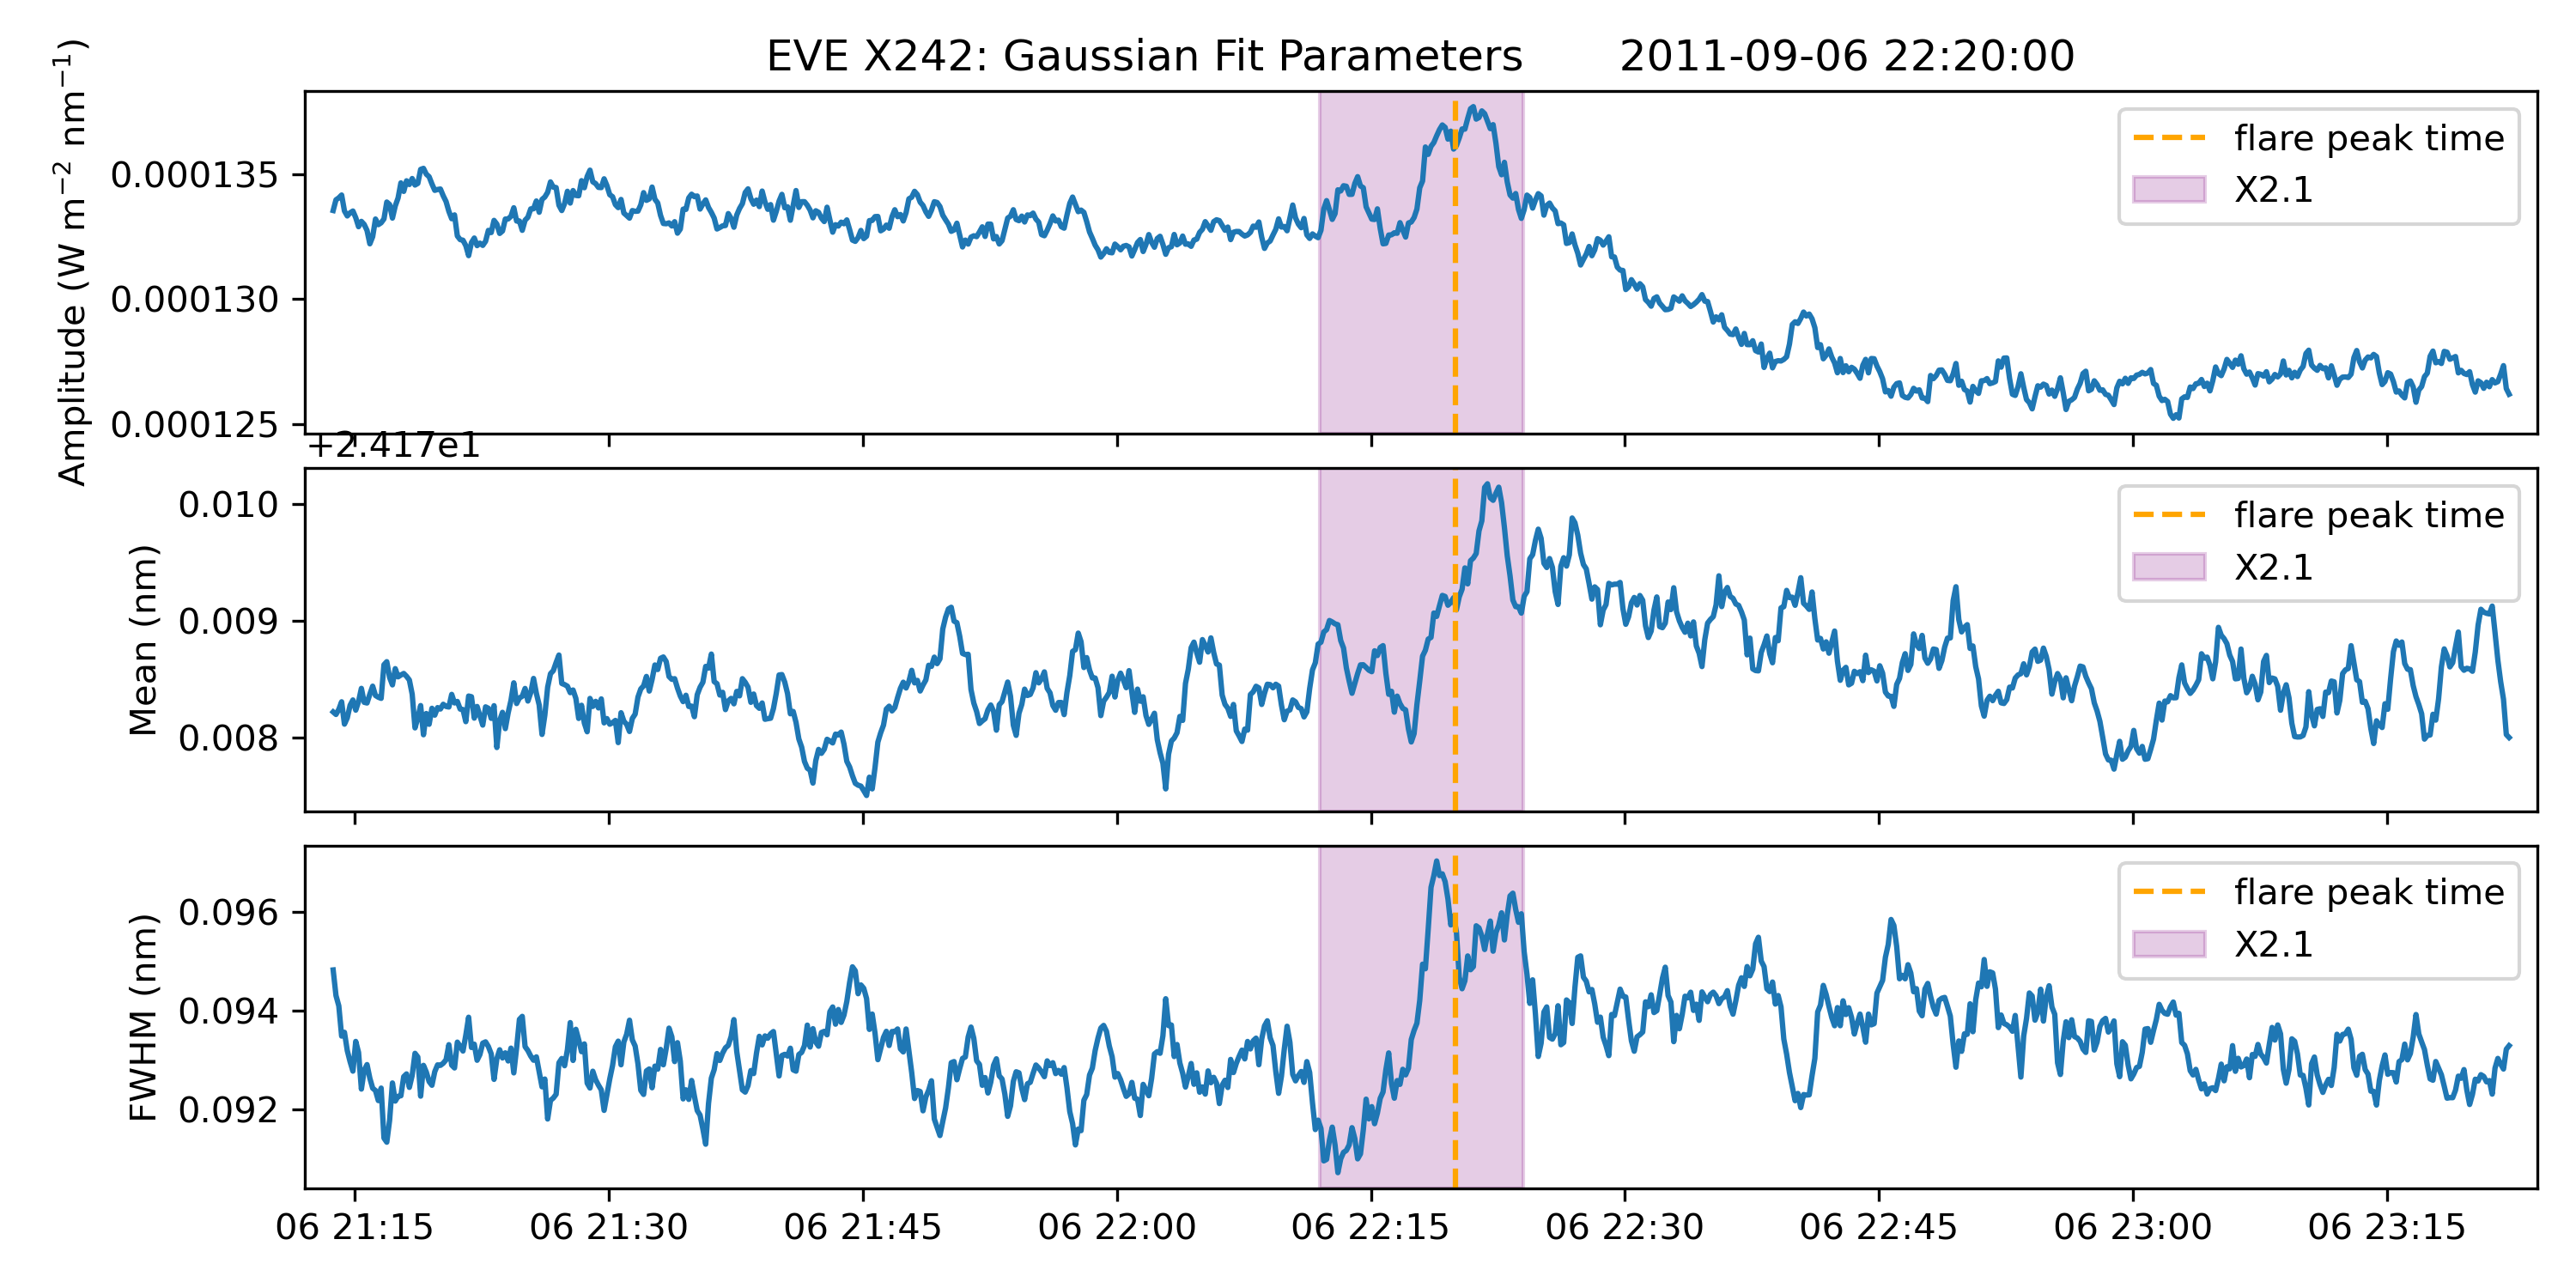 EVE X242: Gaussian Fit Parameters 2011-09-06 22:20:00
Amplitude (W m⁻² nm⁻¹)
0.000135
0.000130
0.000125
flare peak time
X2.1
+2.417e1
Mean (nm)
0.010
0.009
0.008
flare peak time
X2.1
FWHM (nm)
0.096
0.094
0.092
flare peak time
X2.1
06 21:15 06 21:30 06 21:45 06 22:00 06 22:15 06 22:30 06 22:45 06 23:00 06 23:15